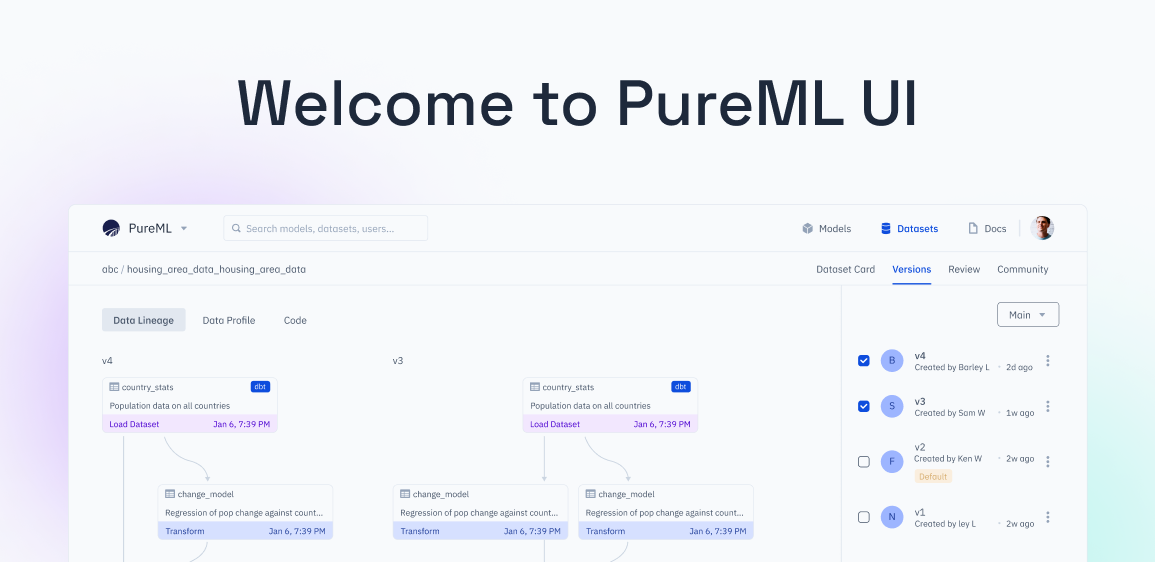 Welcome to PureML UI
PureML
Search models, datasets, users...
Models
Datasets
Docs
abc / housing_area_data_housing_area_data
Dataset Card
Versions
Review
Community
Data Lineage
Data Profile
Code
Main
v4
country_stats
dbt
Population data on all countries
Load Dataset
Jan 6, 7:39 PM
change_model
Regression of pop change against count...
Transform
Jan 6, 7:39 PM
v3
country_stats
dbt
Population data on all countries
Load Dataset
Jan 6, 7:39 PM
change_model
Regression of pop change against count...
Transform
Jan 6, 7:39 PM
change_model
Regression of pop change against count...
Transform
Jan 6, 7:39 PM
B
v4
Created by Barley L · 2d ago
S
v3
Created by Sam W · 1w ago
F
v2
Created by Ken W · 2w ago
Default
N
v1
Created by ley L · 2w ago